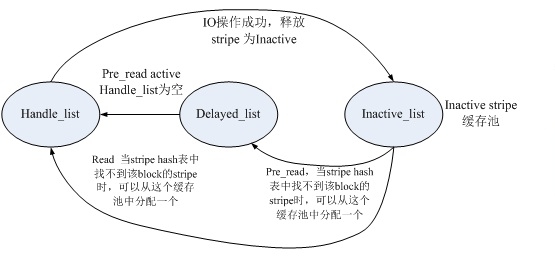 IO操作成功，释放
stripe 为Inactive
Pre_read active
Handle_list为空
Handle_list
Delayed_list
Inactive_list
Inactive stripe
缓存池
Read  当stripe hash表中
找不到该block的stripe
时，可以从这个缓存
池中分配一个
Pre_read，当stripe hash
表中找不到该block的
stripe时，可以从这个
缓存池中分配一个